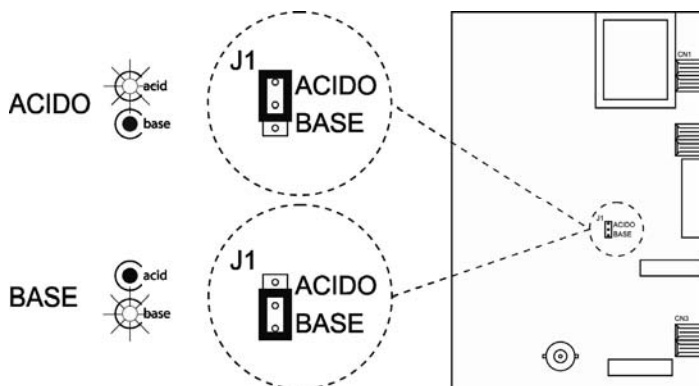 ACIDO
acid
base
J1
ACIDO
BASE
BASE
acid
base
J1
ACIDO
BASE
CN1
J1
ACIDO
BASE
CN3